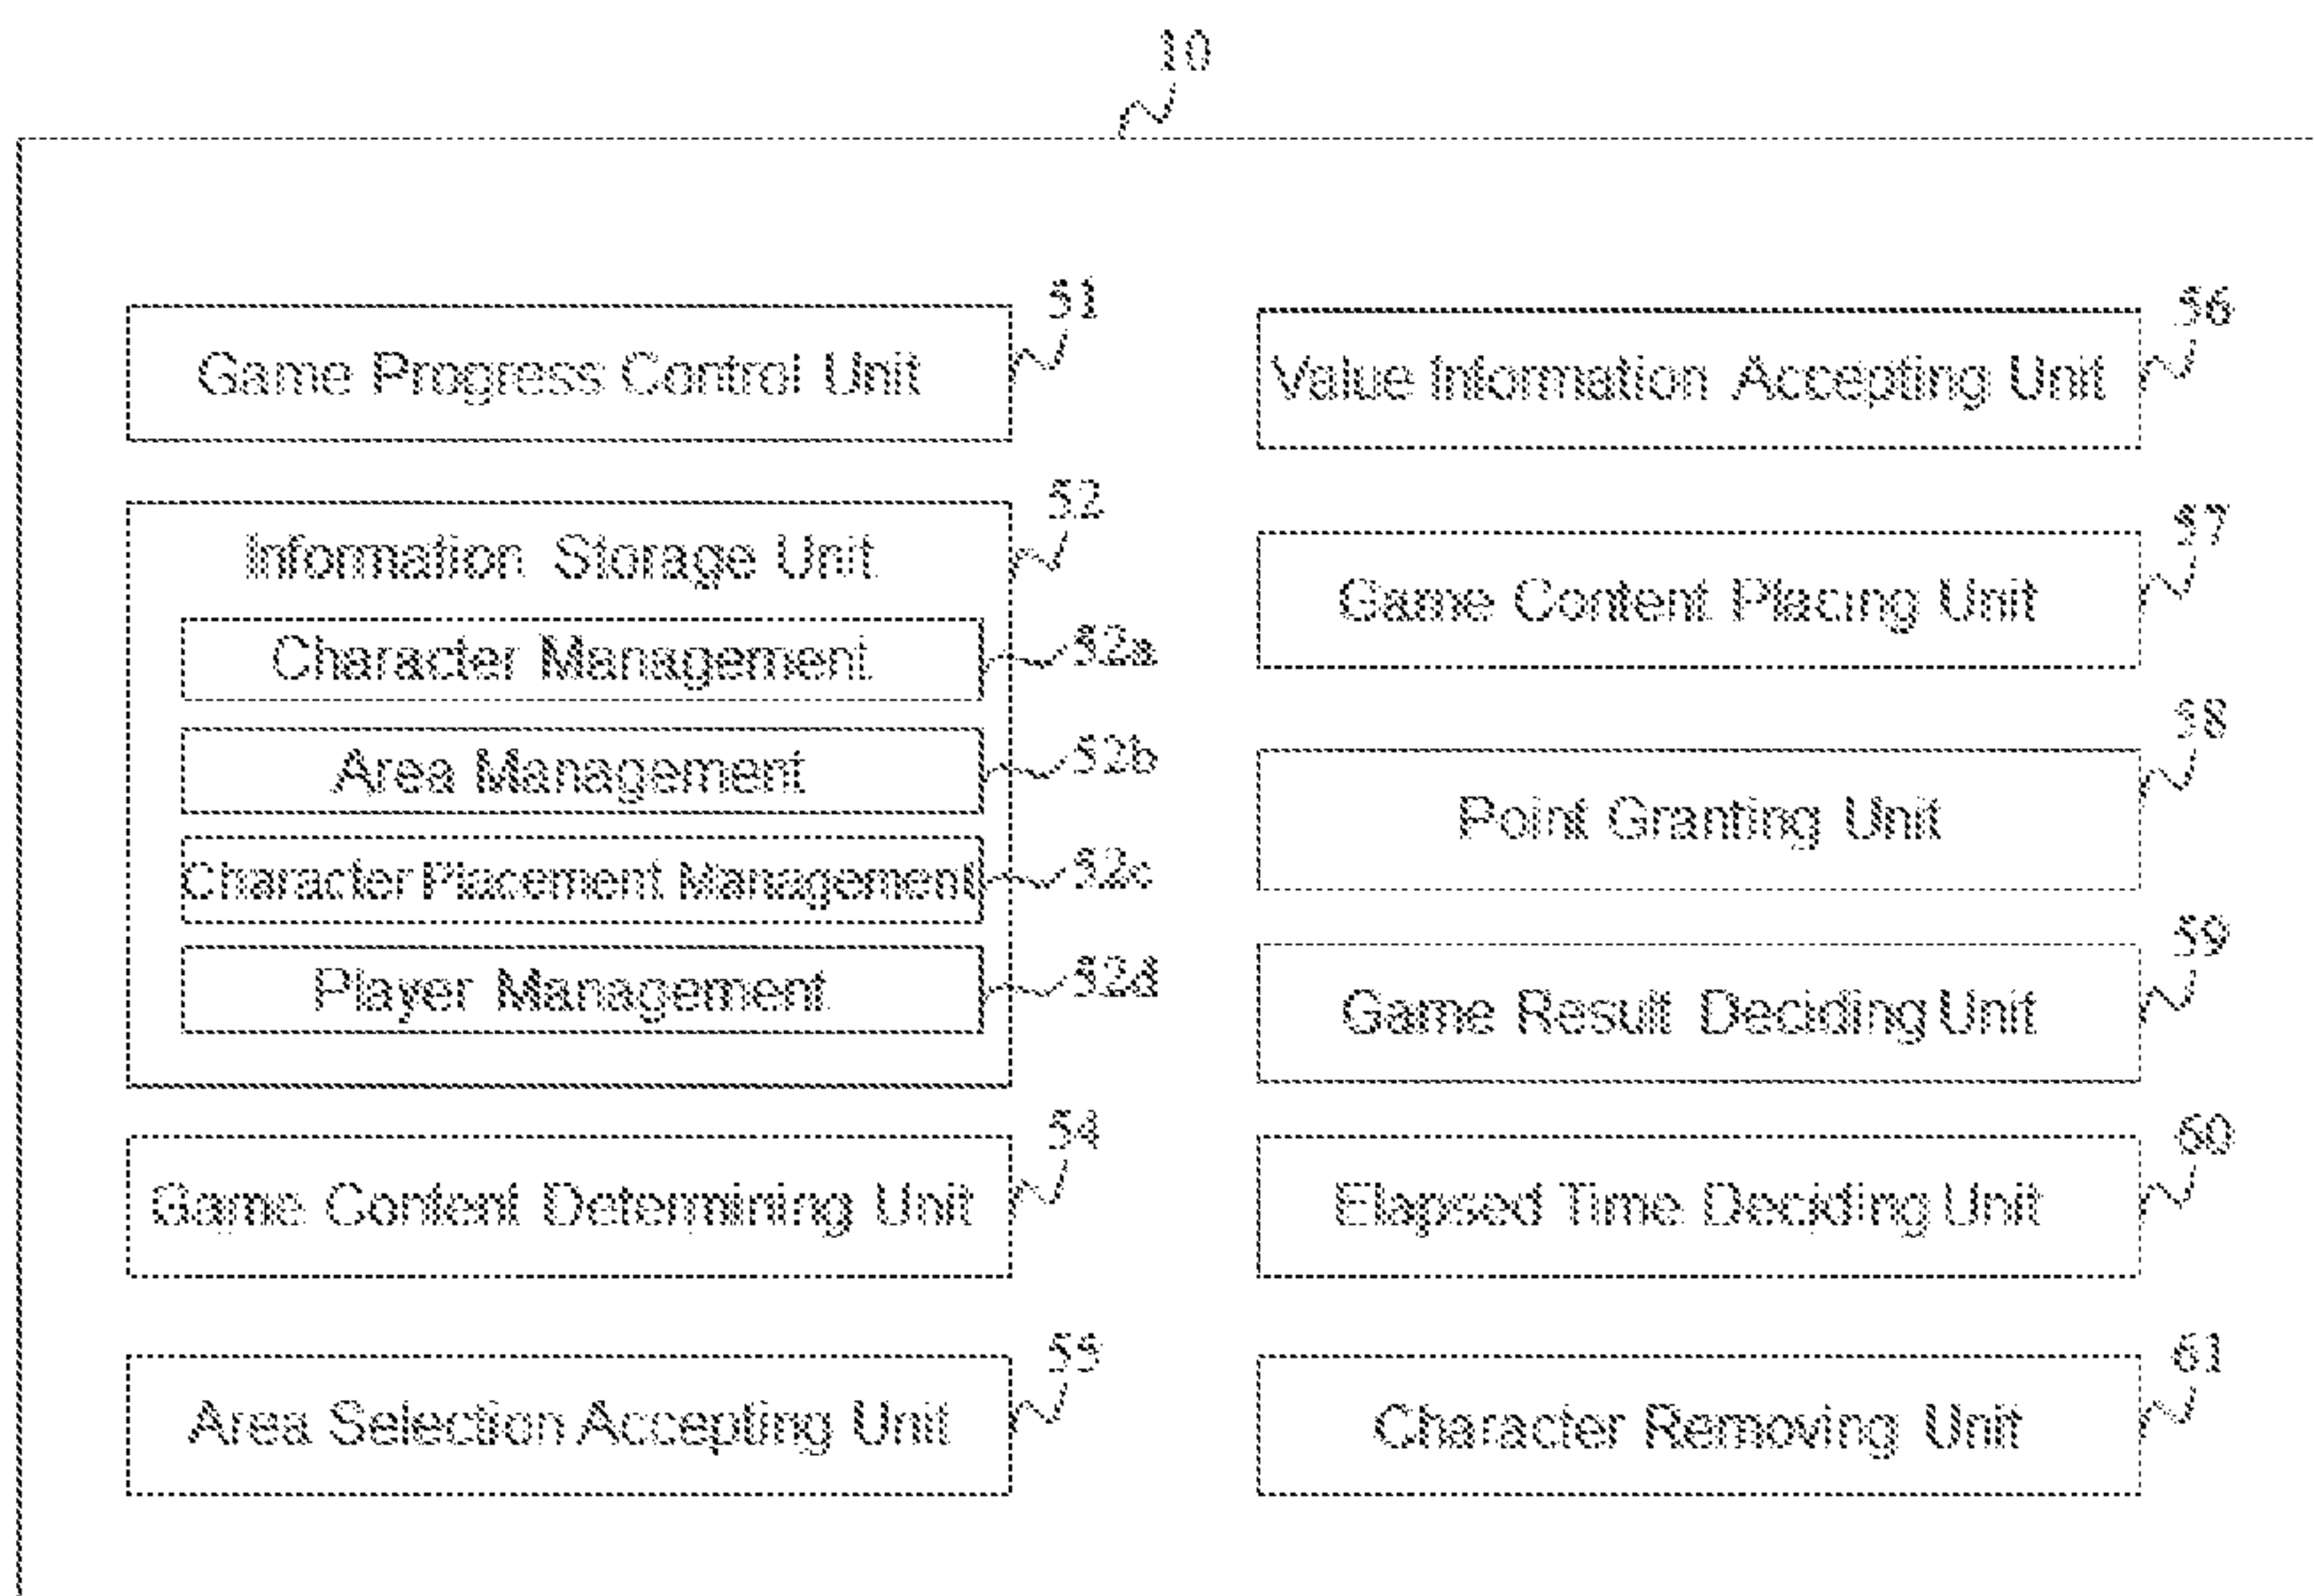 10
Game Progress Control Unit
51
Information Storage Unit
52
Character Management
52a
Area Management
52b
Character Placement Management
52c
Player Management
52d
Game Content Determining Unit
54
Area Selection Accepting Unit
55
Value Information Accepting Unit
56
Game Content Placing Unit
57
Point Granting Unit
58
Game Result Deciding Unit
59
Elapsed Time Deciding Unit
60
Character Removing Unit
61